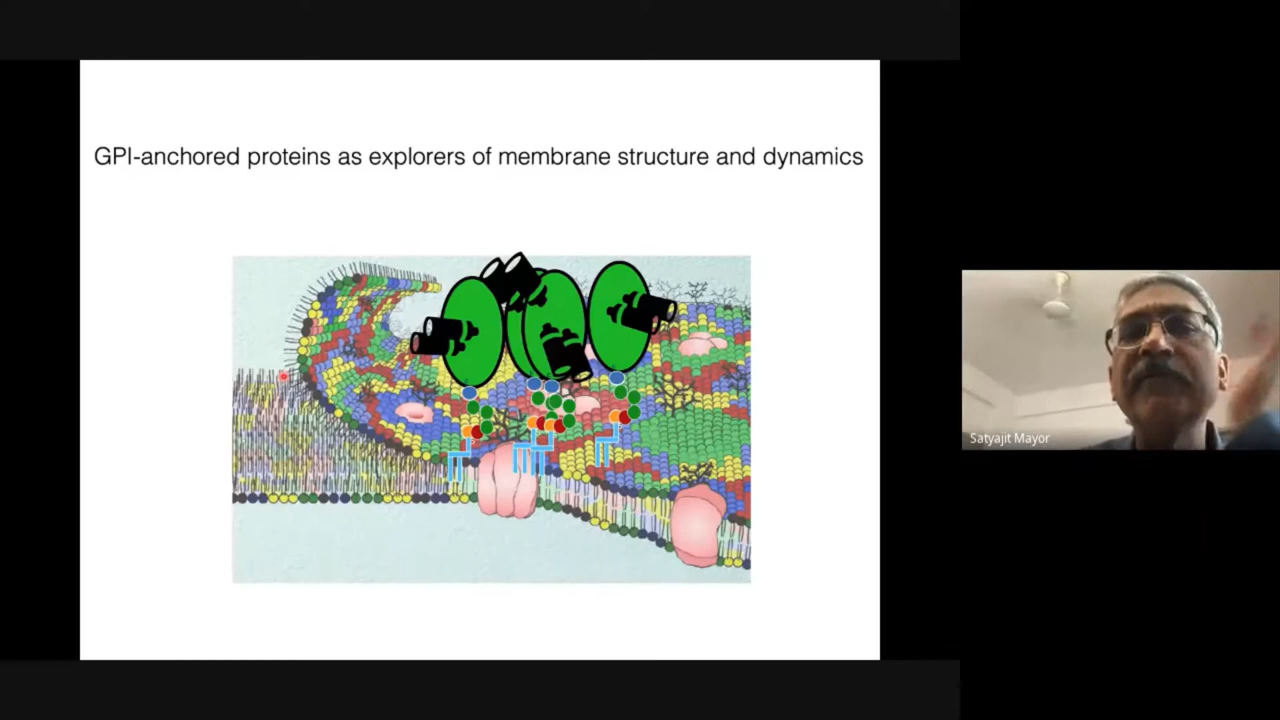 GPI-anchored proteins as explorers of membrane structure and dynamics
Satyajit Mayor